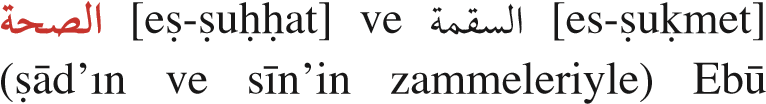 الصحة [eṣ-ṣuḥḥat] ve السقمة [es-ṣuḳmet]
(ṣād’ın ve sīn’in zammeleriyle) Ebū